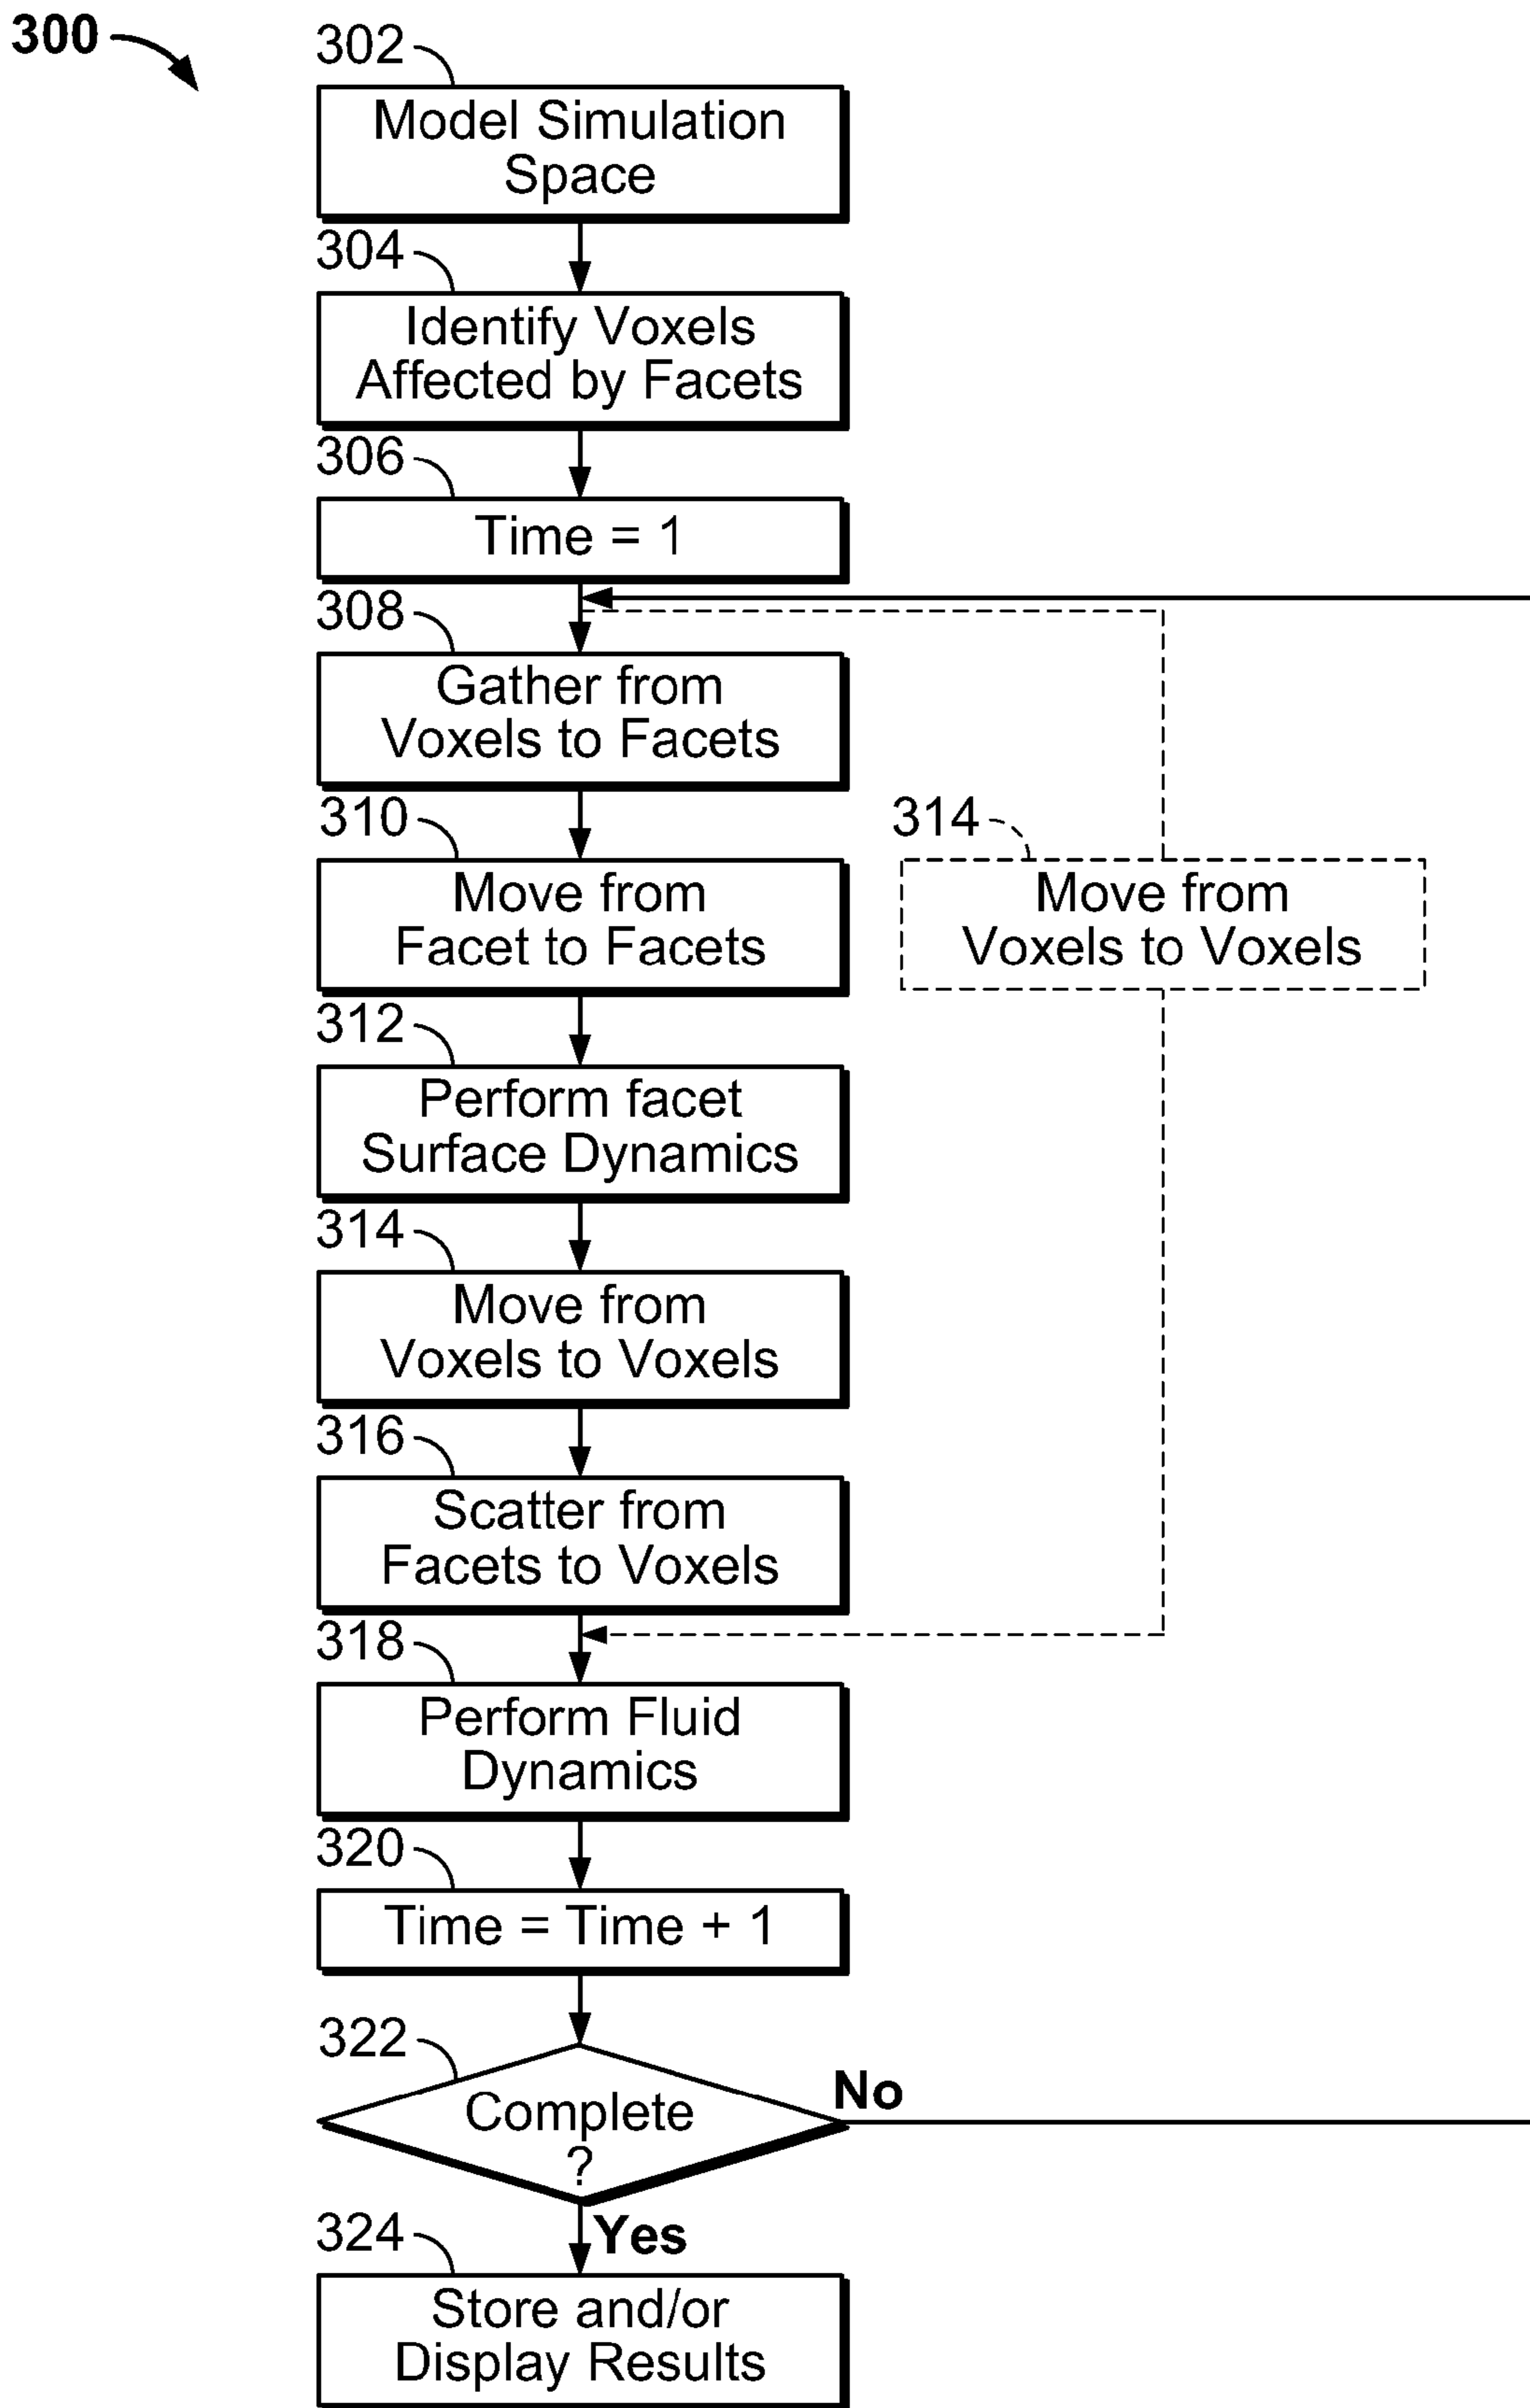 300
302
Model Simulation
Space
304
Identify Voxels
Affected by Facets
306
Time = 1
308
Gather from
Voxels to Facets
310
Move from
Facet to Facets
314
Move from
Voxels to Voxels
312
Perform facet
Surface Dynamics
314
Move from
Voxels to Voxels
316
Scatter from
Facets to Voxels
318
Perform Fluid
Dynamics
320
Time = Time + 1
322
Complete
?
No
Yes
324
Store and/or
Display Results